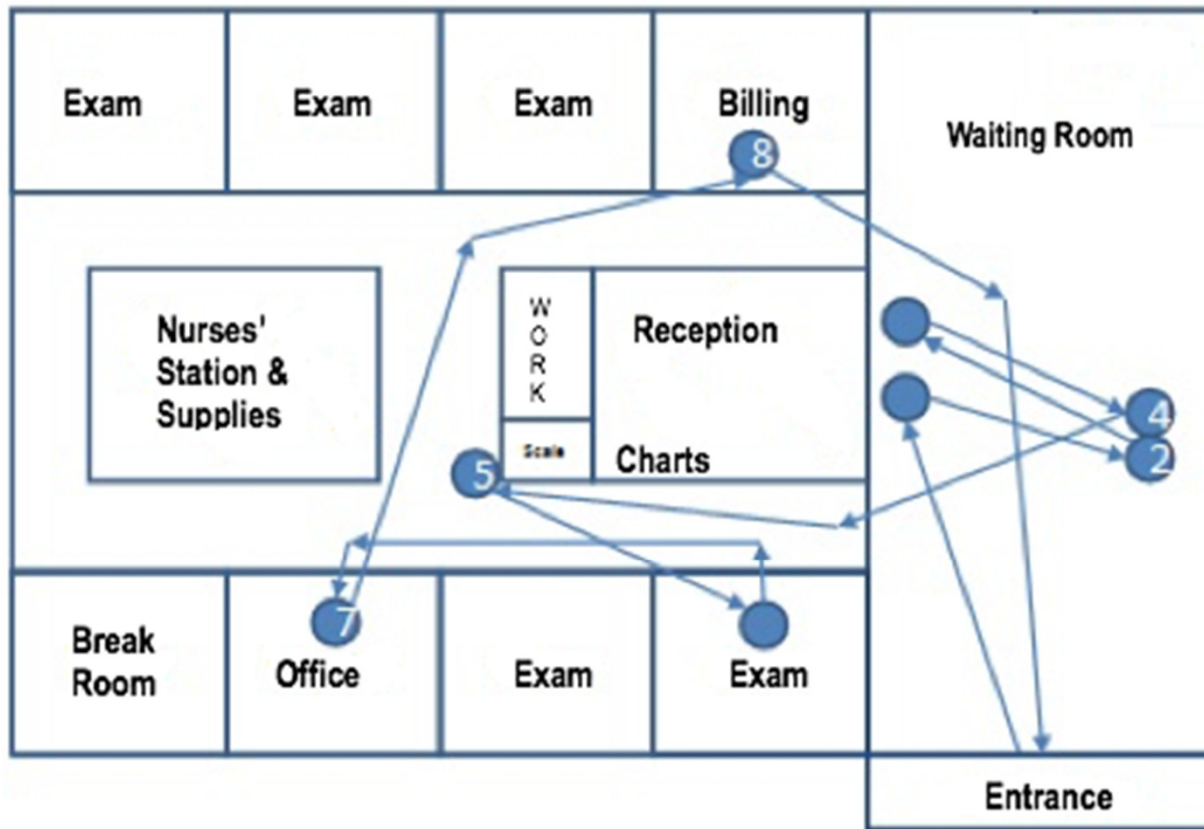 Exam
Exam
Exam
Billing
Waiting Room
8
Nurses'
Station &
Supplies
W
O
R
K
Reception
4
2
Scale
Charts
5
7
Break
Room
Office
Exam
Exam
Entrance